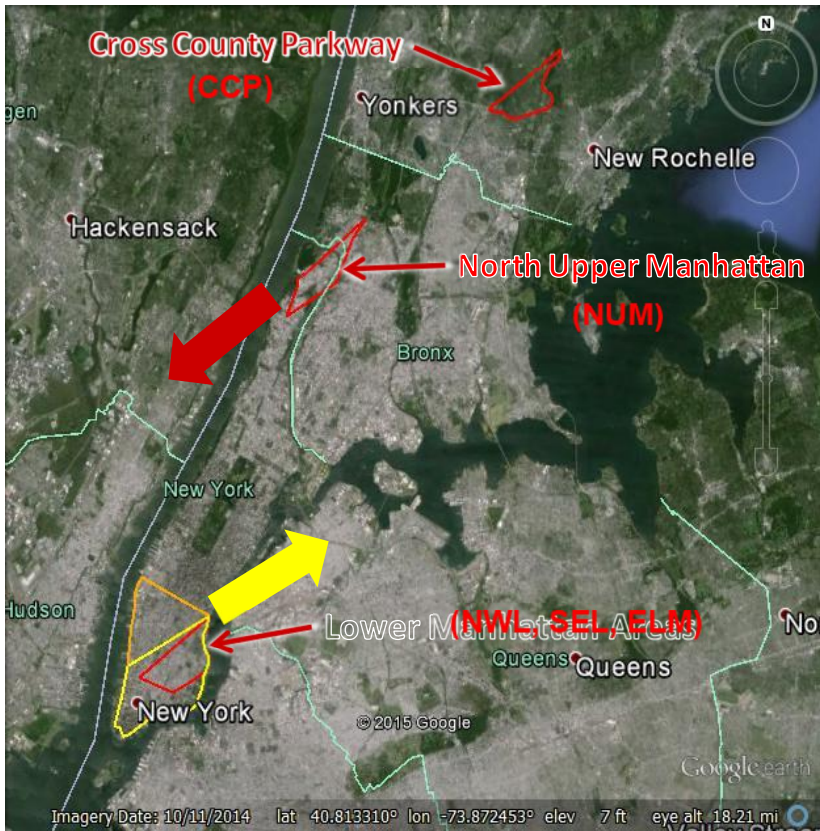 Cross County Parkway
(CCP)
N
gen
Yonkers
New Rochelle
Hackensack
North Upper Manhattan
(NUM)
Bronx
New York
Hudson
Lower Manhattan Areas
(NWL, SEL, ELM)
No
Queens
Queens
New York
© 2015 Google
Google earth
Imagery Date: 10/11/2014 lat 40.813310° lon -73.872453° elev 7 ft eye alt 18.21 mi